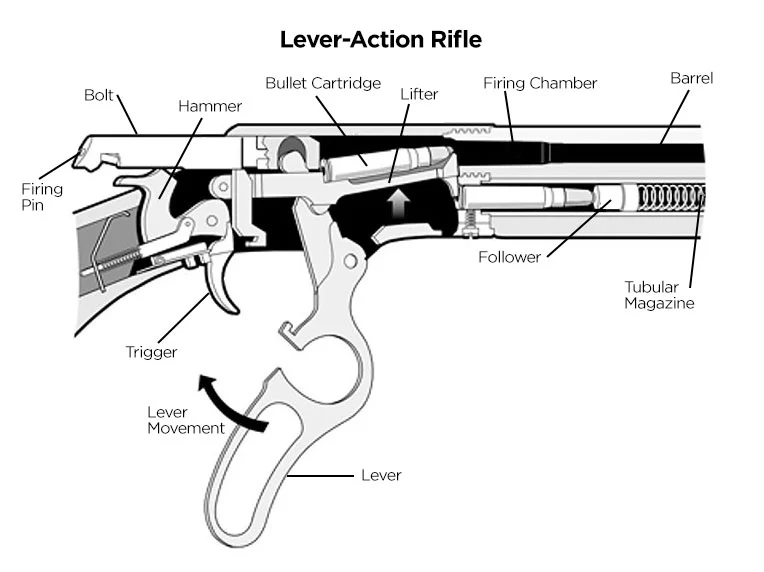 Lever-Action Rifle
Bolt
Hammer
Bullet Cartridge
Lifter
Firing Chamber
Barrel
Firing
Pin
Follower
Tubular
Magazine
Trigger
Lever
Movement
Lever